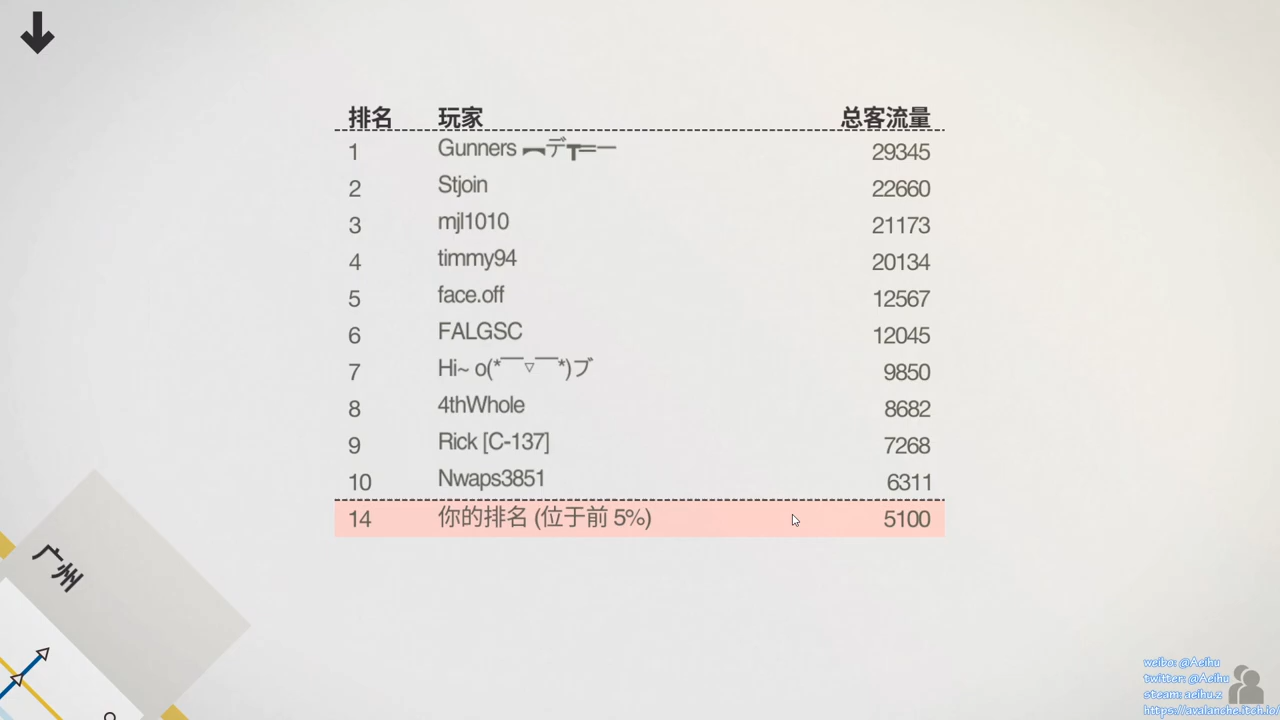 排名 玩家 总客流量
1 Gunners ︻デ┳═ー 29345
2 Stjoin 22660
3 mjl1010 21173
4 timmy94 20134
5 face.off 12567
6 FALGSC 12045
7 Hi~ o(*￣▽￣*)ブ 9850
8 4thWhole 8682
9 Rick [C-137] 7268
10 Nwaps3851 6311
14 你的排名 (位于前 5%) 5100
广州
weibo: @Aeihu
twitter: @Aeihu
steam: aeihu.z
https://avalanche.itch.io/